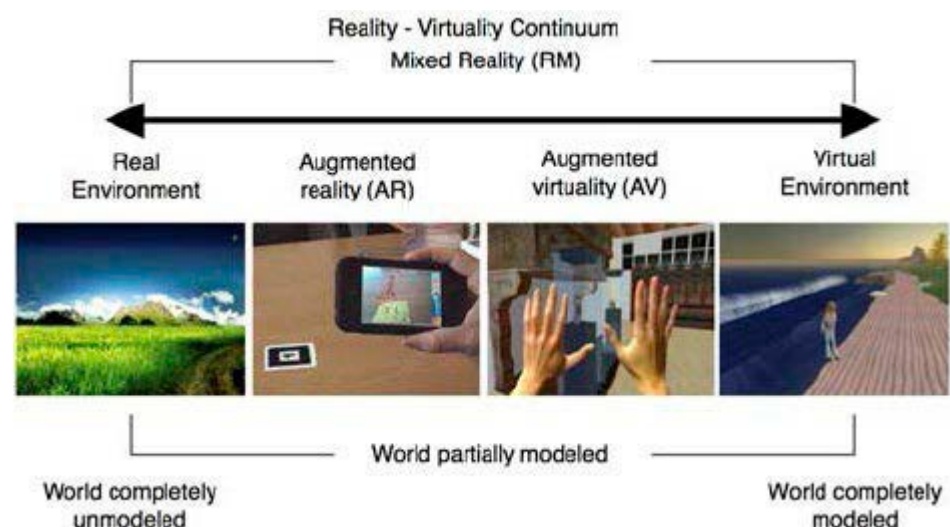 Reality - Virtuality Continuum
Mixed Reality (RM)
Real
Environment
Augmented
reality (AR)
Augmented
virtuality (AV)
Virtual
Environment
World partially modeled
World completely
unmodeled
World completely
modeled